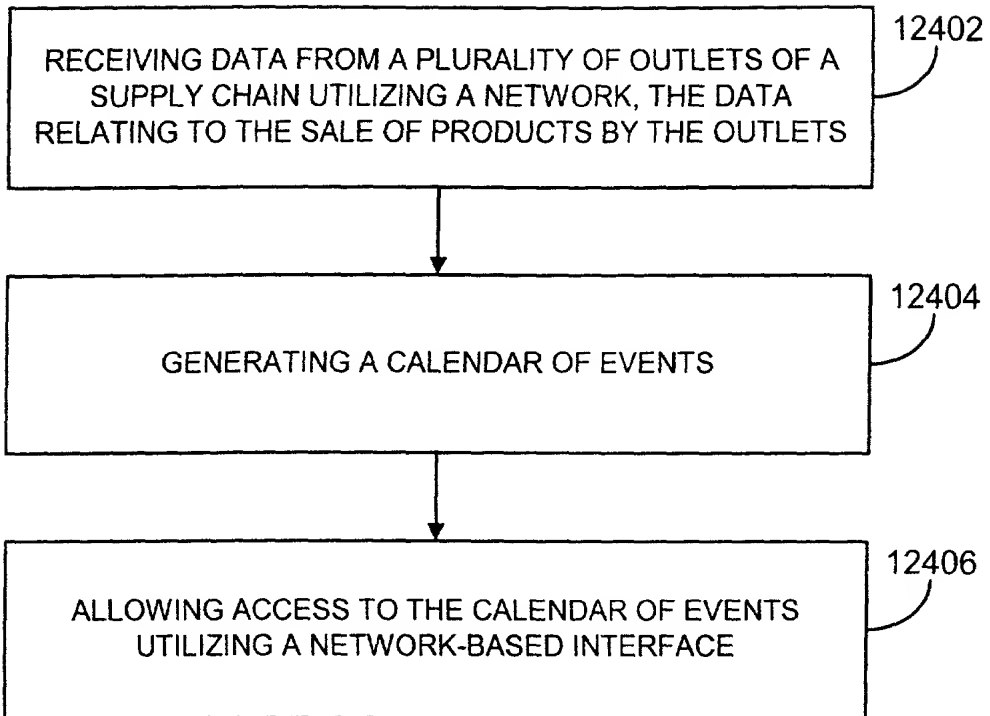 12402
RECEIVING DATA FROM A PLURALITY OF OUTLETS OF A
SUPPLY CHAIN UTILIZING A NETWORK, THE DATA
RELATING TO THE SALE OF PRODUCTS BY THE OUTLETS
12404
GENERATING A CALENDAR OF EVENTS
12406
ALLOWING ACCESS TO THE CALENDAR OF EVENTS
UTILIZING A NETWORK-BASED INTERFACE